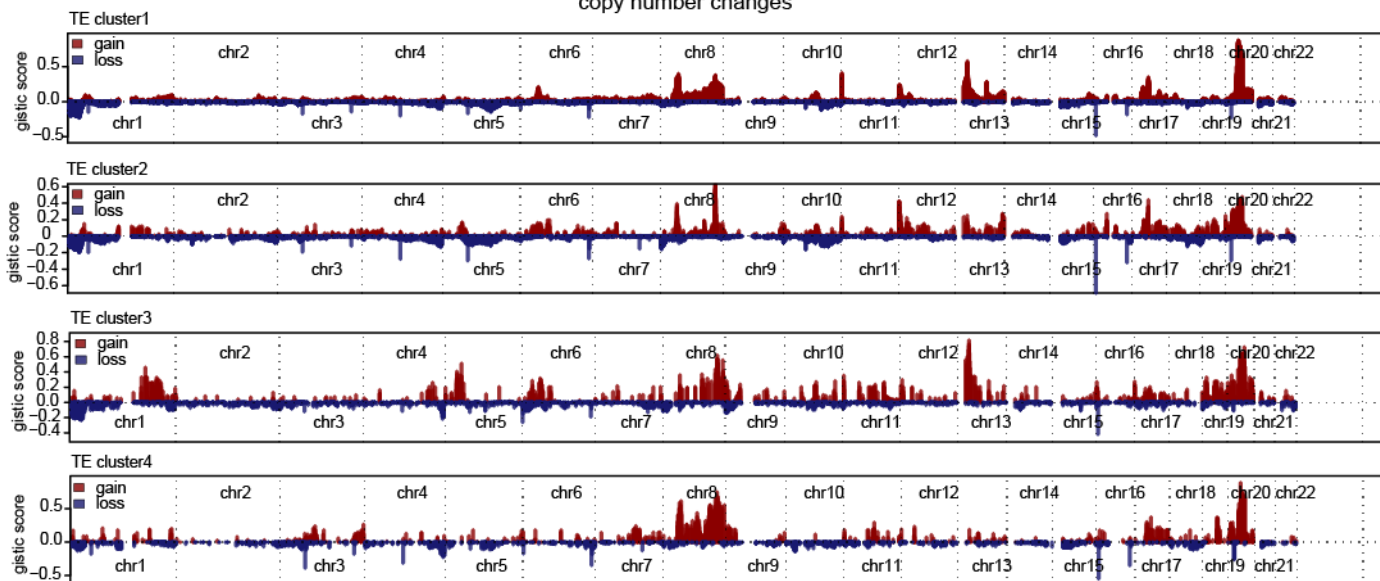 copy number changes
TE cluster1
gain
loss
chr2 chr4 chr6 chr8 chr10 chr12 chr14 chr16 chr18 chr20 chr22
0.5
0.0
−0.5
gistic score
chr1 chr3 chr5 chr7 chr9 chr11 chr13 chr15 chr17 chr19 chr21
TE cluster2
gain
loss
chr2 chr4 chr6 chr8 chr10 chr12 chr14 chr16 chr18 chr20 chr22
0.6
0.4
0.2
0
−0.2
−0.4
−0.6
gistic score
chr1 chr3 chr5 chr7 chr9 chr11 chr13 chr15 chr17 chr19 chr21
TE cluster3
gain
loss
chr2 chr4 chr6 chr8 chr10 chr12 chr14 chr16 chr18 chr20 chr22
0.8
0.6
0.4
0.2
0.0
−0.2
−0.4
gistic score
chr1 chr3 chr5 chr7 chr9 chr11 chr13 chr15 chr17 chr19 chr21
TE cluster4
gain
loss
chr2 chr4 chr6 chr8 chr10 chr12 chr14 chr16 chr18 chr20 chr22
0.5
0.0
−0.5
gistic score
chr1 chr3 chr5 chr7 chr9 chr11 chr13 chr15 chr17 chr19 chr21